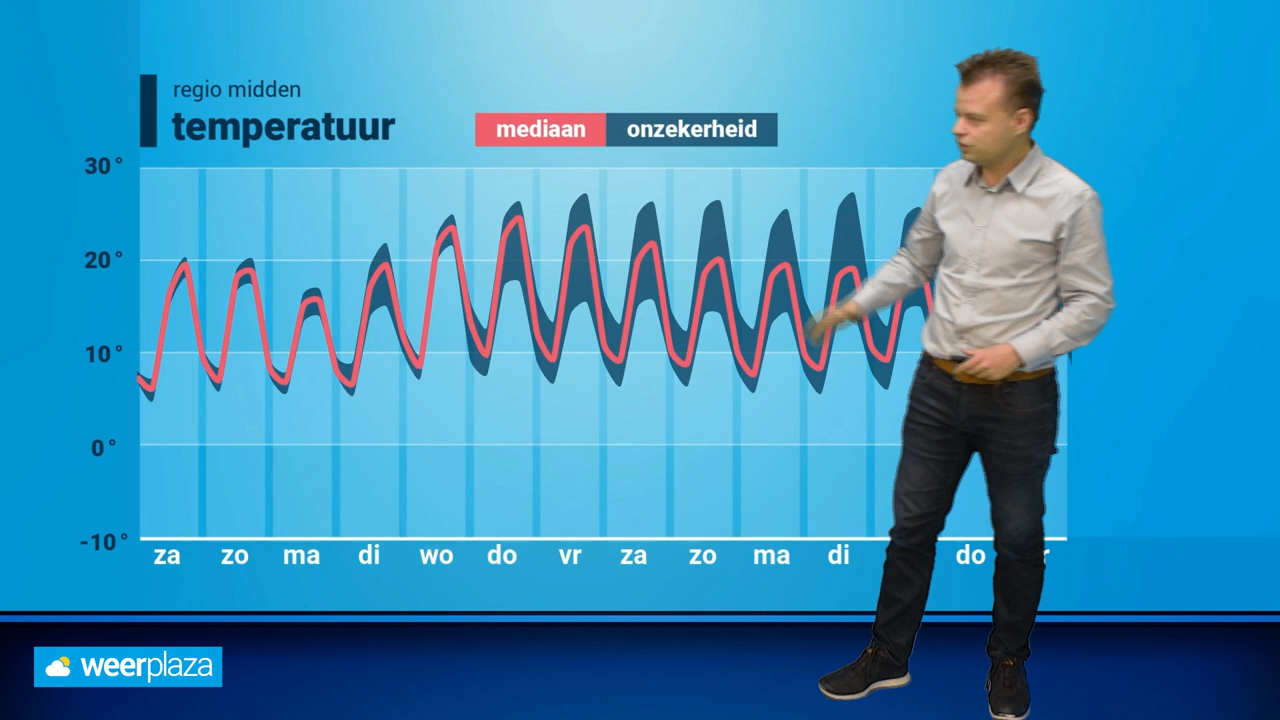 regio midden
temperatuur
mediaan onzekerheid
30°
20°
10°
0°
-10°
za zo ma di wo do vr za zo ma di do
weerplaza